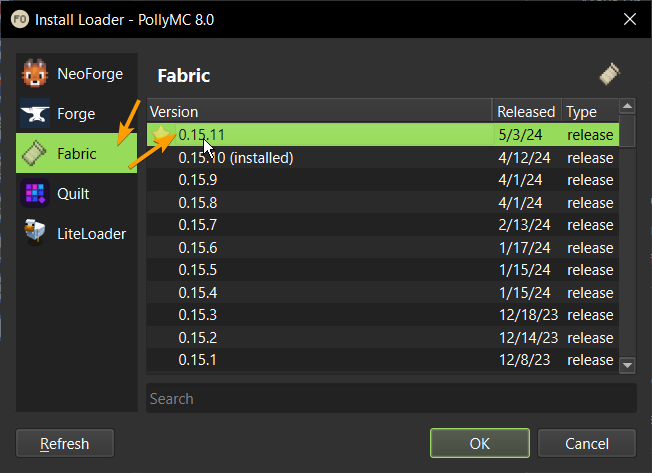 FO Install Loader - PollyMC 8.0
NeoForge
Forge
Fabric
Quilt
LiteLoader
Fabric
Version Released Type
0.15.11 5/3/24 release
0.15.10 (installed) 4/12/24 release
0.15.9 4/1/24 release
0.15.8 4/1/24 release
0.15.7 2/13/24 release
0.15.6 1/17/24 release
0.15.5 1/15/24 release
0.15.4 1/15/24 release
0.15.3 12/18/23 release
0.15.2 12/14/23 release
0.15.1 12/8/23 release
Search
Refresh OK Cancel